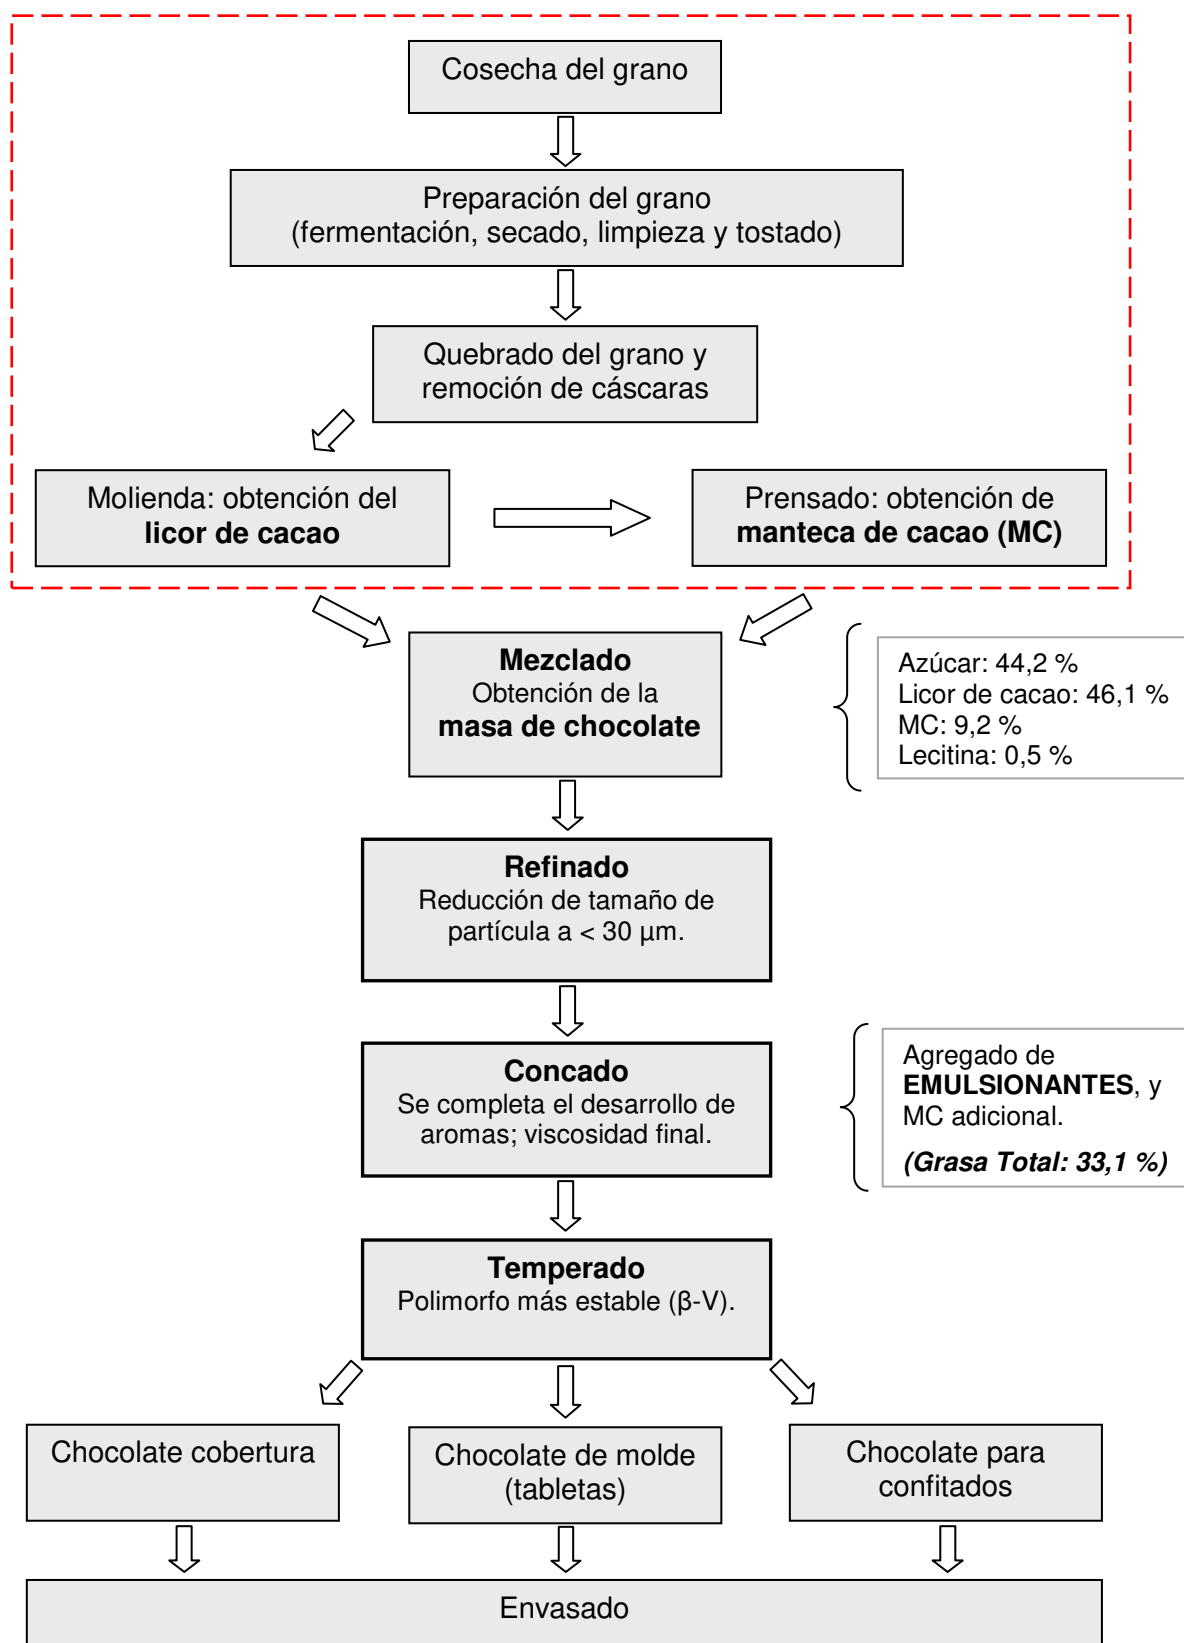 Cosecha del grano
Preparación del grano
(fermentación, secado, limpieza y tostado)
Quebrado del grano y
remoción de cáscaras
Molienda: obtención del
licor de cacao
Prensado: obtención de
manteca de cacao (MC)
Mezclado
Obtención de la
masa de chocolate
Azúcar: 44,2 %
Licor de cacao: 46,1 %
MC: 9,2 %
Lecitina: 0,5 %
Refinado
Reducción de tamaño de
partícula a < 30 µm.
Concado
Se completa el desarrollo de
aromas; viscosidad final.
Agregado de
EMULSIONANTES, y
MC adicional.
(Grasa Total: 33,1 %)
Temperado
Polimorfo más estable (β-V).
Chocolate cobertura
Chocolate de molde
(tabletas)
Chocolate para
confitados
Envasado